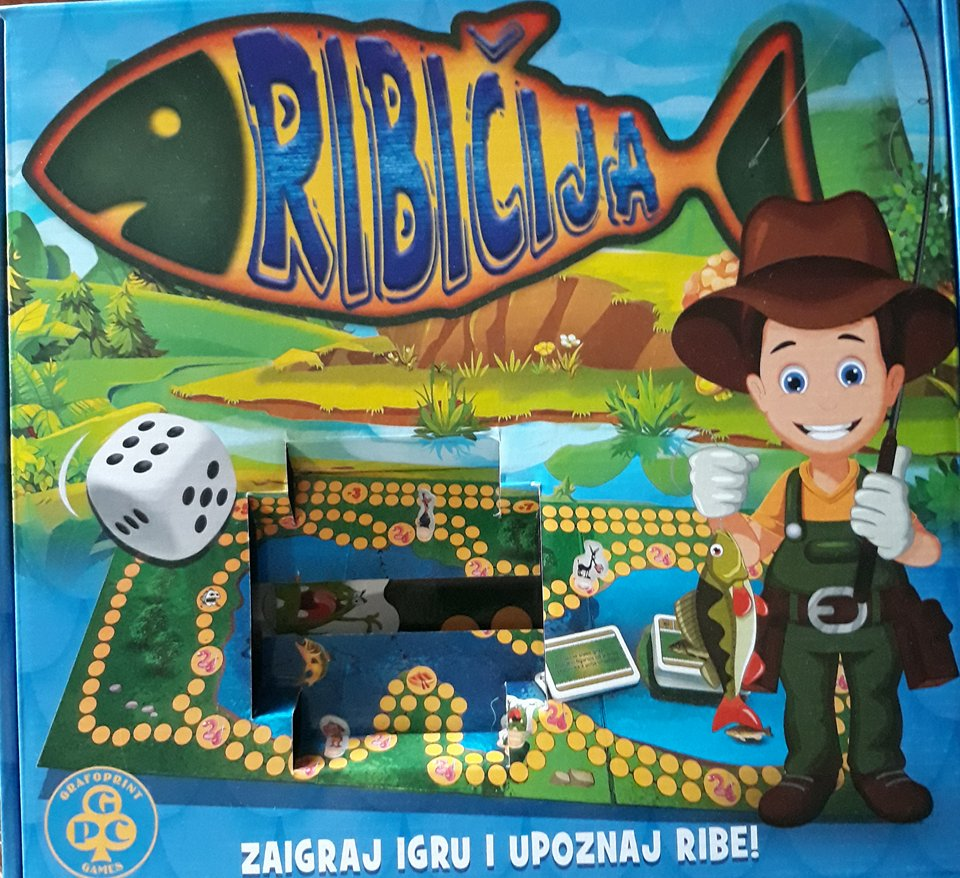 RIBIČIJA
GRAFOPRINT
GPC
GAMES
ZAIGRAJ IGRU I UPOZNAJ RIBE!